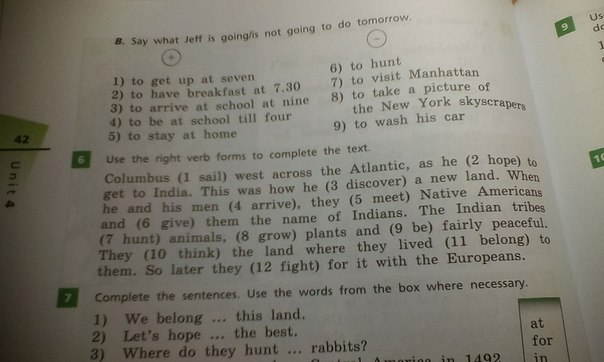 B. Say what Jeff is going/is not going to do tomorrow.
+
−
1) to get up at seven
2) to have breakfast at 7.30
3) to arrive at school at nine
4) to be at school till four
5) to stay at home
6) to hunt
7) to visit Manhattan
8) to take a picture of
the New York skyscrapers
9) to wash his car
42
Unit 4
6 Use the right verb forms to complete the text.
Columbus (1 sail) west across the Atlantic, as he (2 hope) to
get to India. This was how he (3 discover) a new land. When
he and his men (4 arrive), they (5 meet) Native Americans
and (6 give) them the name of Indians. The Indian tribes
(7 hunt) animals, (8 grow) plants and (9 be) fairly peaceful.
They (10 think) the land where they lived (11 belong) to
them. So later they (12 fight) for it with the Europeans.
7 Complete the sentences. Use the words from the box where necessary.
1) We belong ... this land.
2) Let's hope ... the best.
3) Where do they hunt ... rabbits?
Central America in 1492
at
for
in
9
Us
do
10